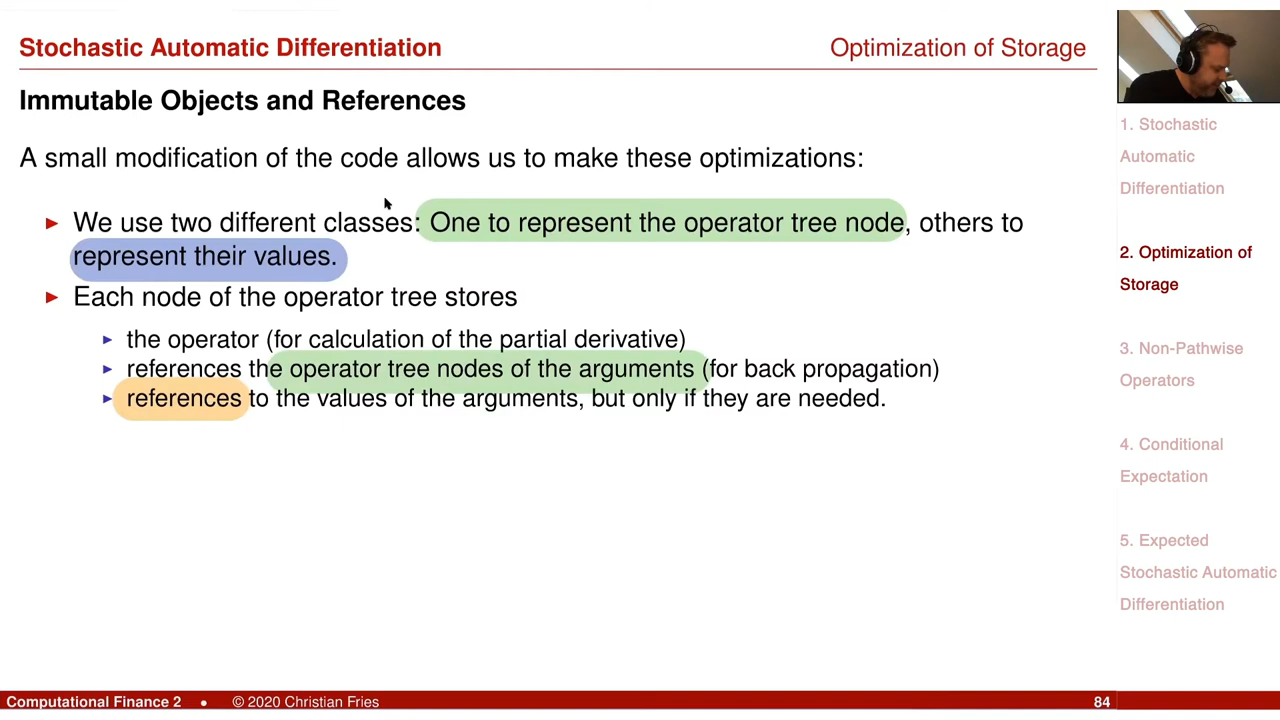 Stochastic Automatic Differentiation
Optimization of Storage
Immutable Objects and References
A small modification of the code allows us to make these optimizations:
We use two different classes: One to represent the operator tree node, others to
represent their values.
Each node of the operator tree stores
the operator (for calculation of the partial derivative)
references the operator tree nodes of the arguments (for back propagation)
references to the values of the arguments, but only if they are needed.
1. Stochastic
Automatic
Differentiation
2. Optimization of
Storage
3. Non-Pathwise
Operators
4. Conditional
Expectation
5. Expected
Stochastic Automatic
Differentiation
Computational Finance 2 • © 2020 Christian Fries
84